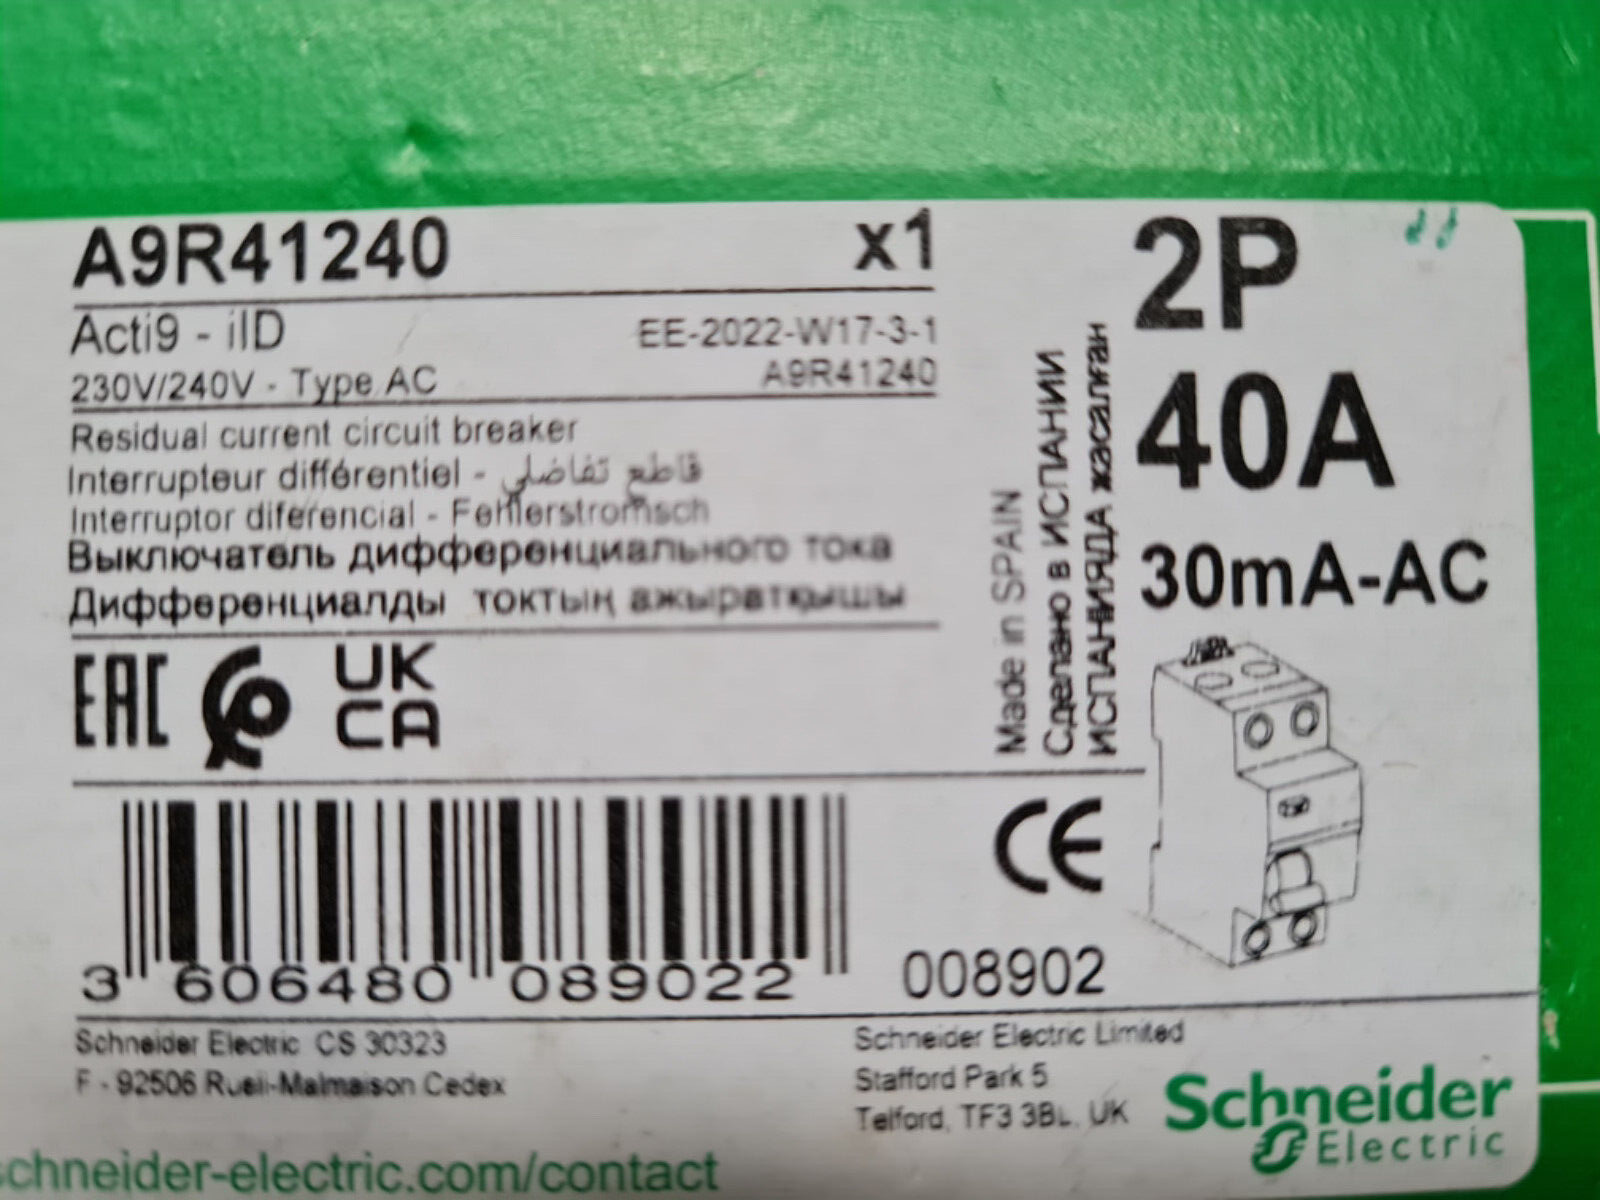 A9R41240 x1
Acti9 - iID EE-2022-W17-3-1
230V/240V - Type AC A9R41240
Residual current circuit breaker
Interrupteur différentiel - قاطع تفاضلي
Interruptor diferencial - Fehlerstromsch
Выключатель дифференциального тока
Дифференциалды токтың ажыратқышы
EAC UK
CA
Made in SPAIN
Сделано в ИСПАНИИ
ИСПАНИЯДА жасалған
2P
40A
30mA-AC
CE
3 606480 089022
008902
Schneider Electric CS 30323
F - 92506 Rueil-Malmaison Cedex
Schneider Electric Limited
Stafford Park 5
Telford, TF3 3BL, UK
Schneider
Electric
schneider-electric.com/contact